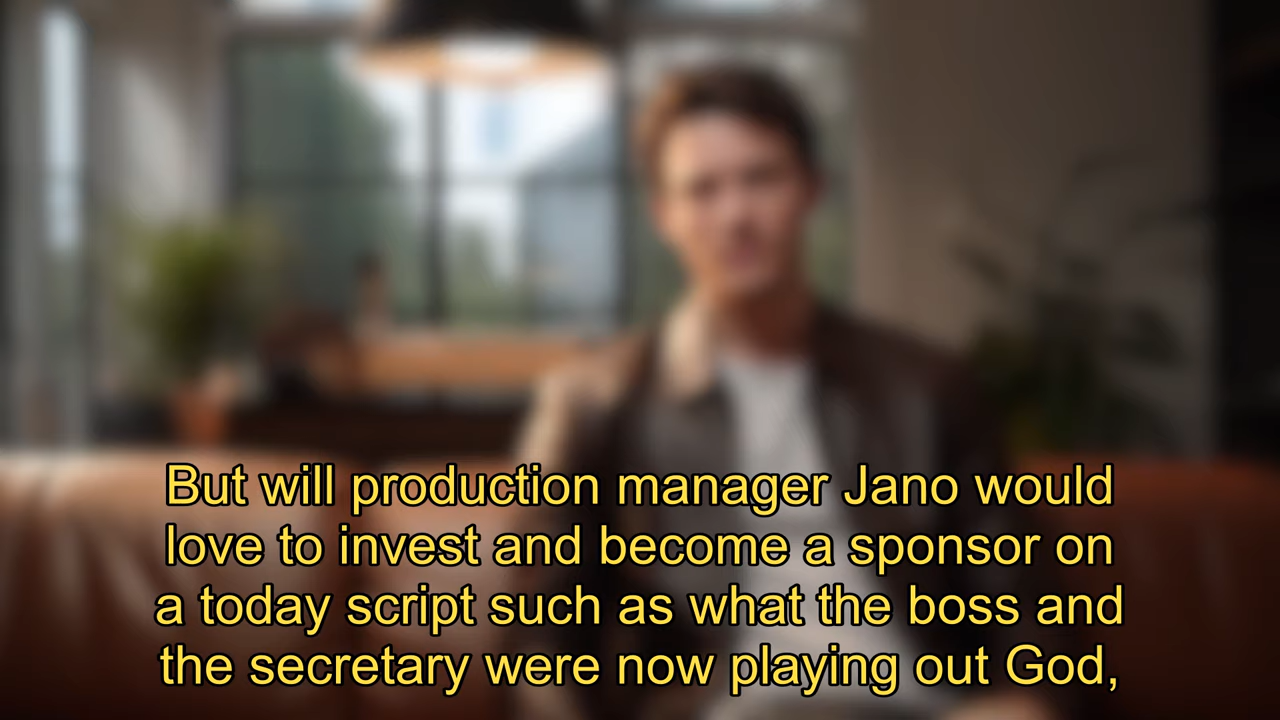 But will production manager Jano would
love to invest and become a sponsor on
a today script such as what the boss and
the secretary were now playing out God,